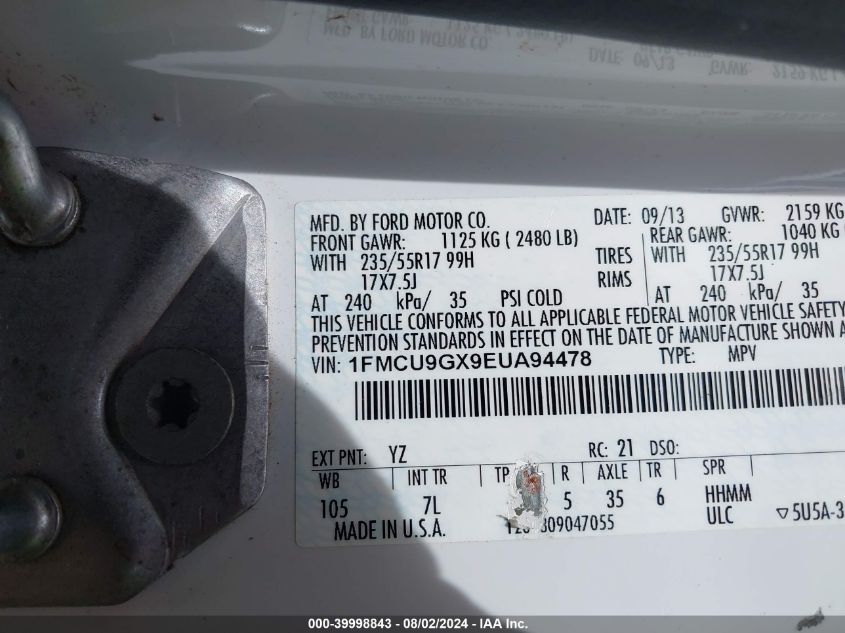 MFD. BY FORD MOTOR CO. DATE: 09/13 GVWR: 2159 KG
FRONT GAWR: 1125 KG ( 2480 LB) REAR GAWR: 1040 KG
WITH 235/55R17 99H TIRES WITH 235/55R17 99H
17X7.5J RIMS 17X7.5J
AT 240 kPa/ 35 PSI COLD AT 240 kPa/ 35
THIS VEHICLE CONFORMS TO ALL APPLICABLE FEDERAL MOTOR VEHICLE SAFETY
PREVENTION STANDARDS IN EFFECT ON THE DATE OF MANUFACTURE SHOWN
VIN: 1FMCU9GX9EUA94478 TYPE: MPV
EXT PNT: YZ RC: 21 DSO:
WB INT TR TP R AXLE TR SPR
105 7L 5 35 6 HHMM
MADE IN U.S.A. 309047055 ULC ▽5U5A-3
000-39998843 - 08/02/2024 - IAA Inc.